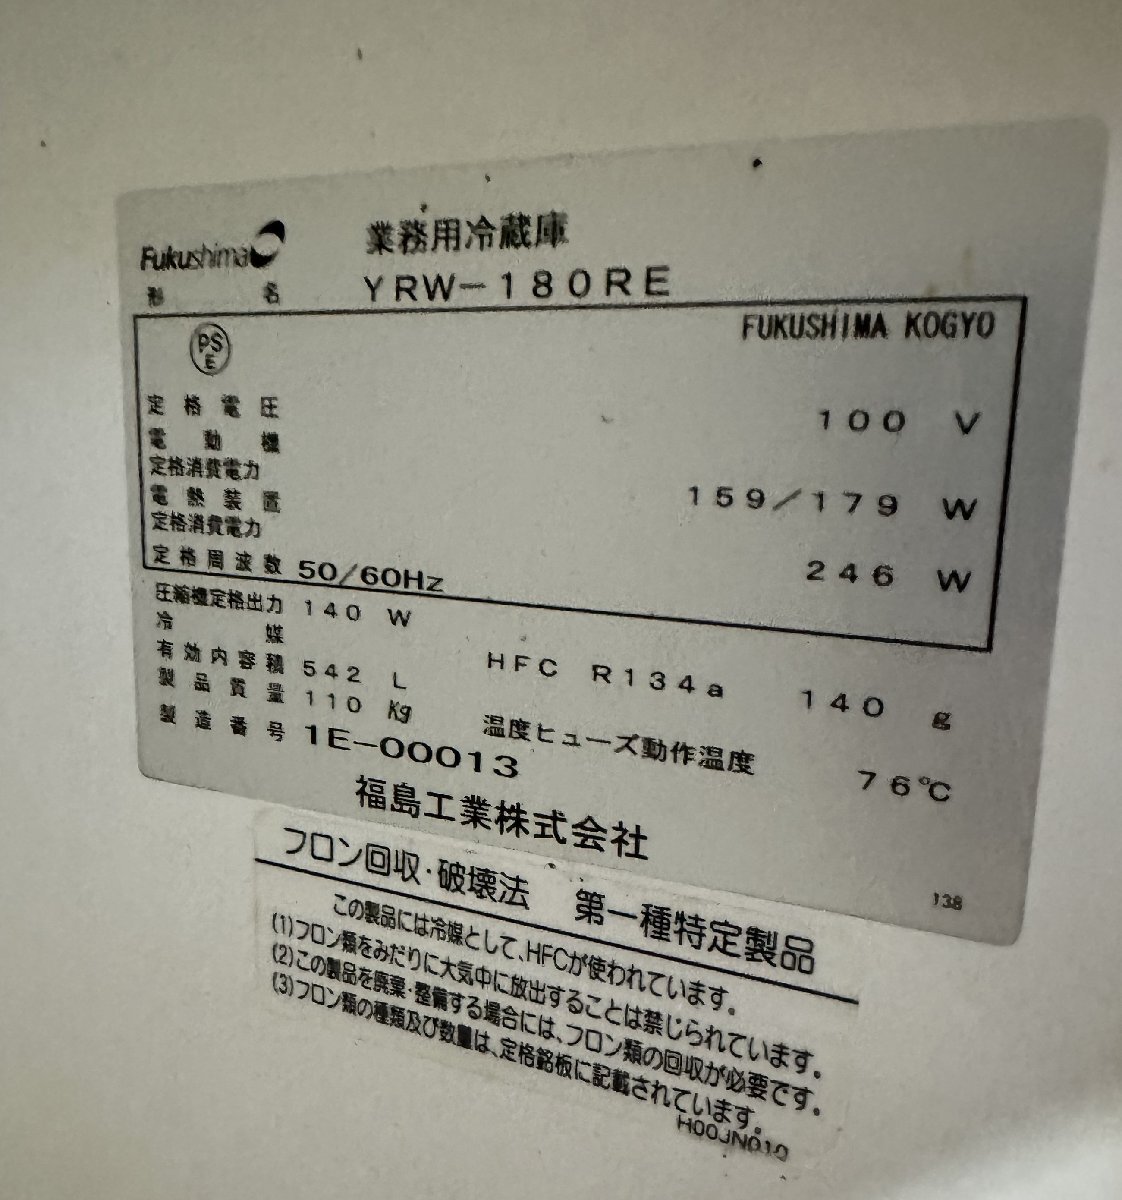 Fukushima 業務用冷蔵庫
形名 YRW-180RE
FUKUSHIMA KOGYO
PS E
定格電圧 100 V
電動機
定格消費電力 159/179 W
電熱装置
定格消費電力 246 W
定格周波数 50/60Hz
圧縮機定格出力 140 W
冷媒 HFC R134a 140 g
有効内容積 542 L
製品質量 110 Kg 温度ヒューズ動作温度 76℃
製造番号 1E-00013
福島工業株式会社
138
フロン回収・破壊法 第一種特定製品
この製品には冷媒として、HFCが使われています。
(1)フロン類をみだりに大気中に放出することは禁じられています。
(2)この製品を廃棄・整備する場合には、フロン類の回収が必要です。
(3)フロン類の種類及び数量は、定格銘板に記載されています。
H00JN010